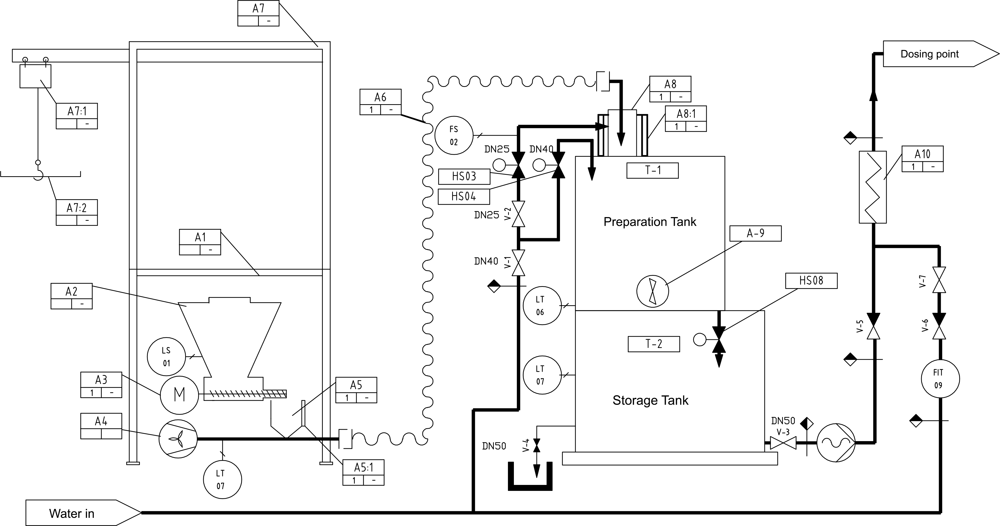 A7
-
Dosing point
A8
1 -
A6
1 -
A7:1
-
A8:1
1 -
FS
02
DN25
DN40
A10
1 -
T-1
HS03
HS04
A7:2
-
DN25
V-2
Preparation Tank
A1
-
A-9
DN40
V-1
HS08
V-7
A2
-
LT
06
V-5
V-6
LS
01
T-2
LT
07
FIT
09
A3
1 -
M
A5
1 -
Storage Tank
A4
DN50
V-3
DN50
V-4
A5:1
1 -
LT
07
Water in